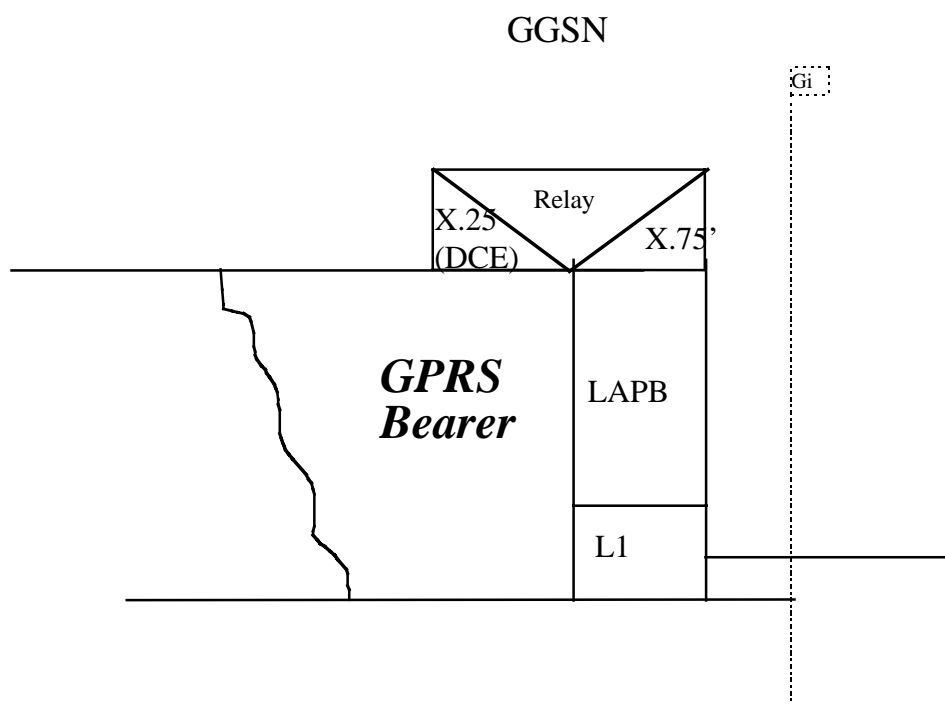 GGSN
Gi
Relay
X.25
(DCE)
X.75’
GPRS
Bearer
LAPB
L1